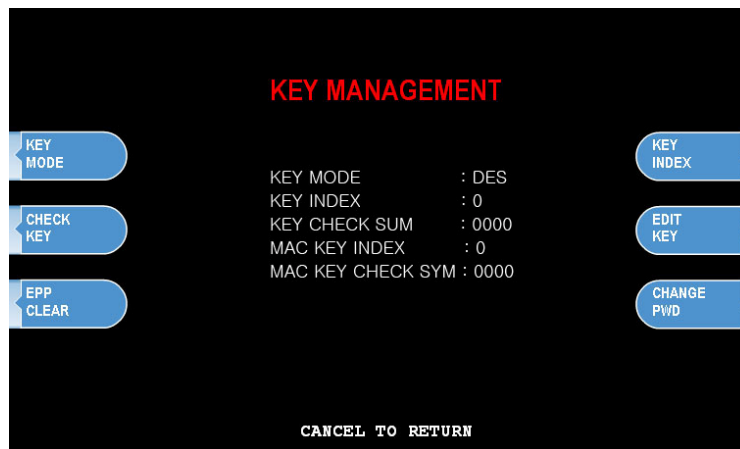 KEY MANAGEMENT
KEY
MODE
KEY
INDEX
KEY MODE : DES
KEY INDEX : 0
KEY CHECK SUM : 0000
MAC KEY INDEX : 0
MAC KEY CHECK SYM : 0000
CHECK
KEY
EDIT
KEY
EPP
CLEAR
CHANGE
PWD
CANCEL TO RETURN